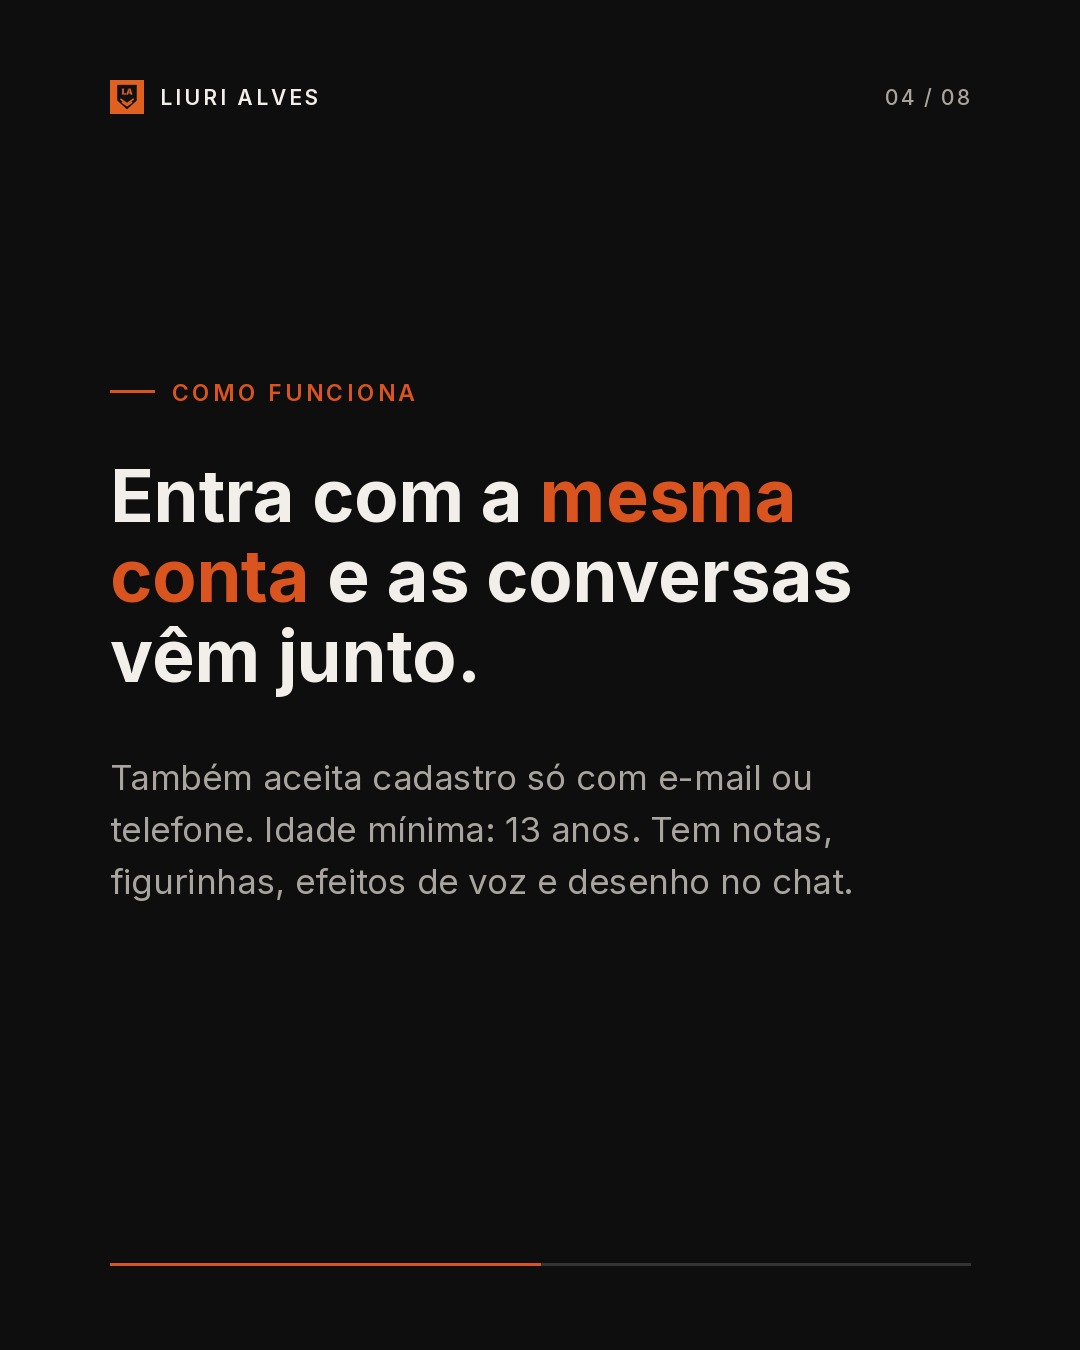 LA
LIURI ALVES
04 / 08
COMO FUNCIONA
Entra com a mesma
conta e as conversas
vêm junto.
Também aceita cadastro só com e-mail ou
telefone. Idade mínima: 13 anos. Tem notas,
figurinhas, efeitos de voz e desenho no chat.